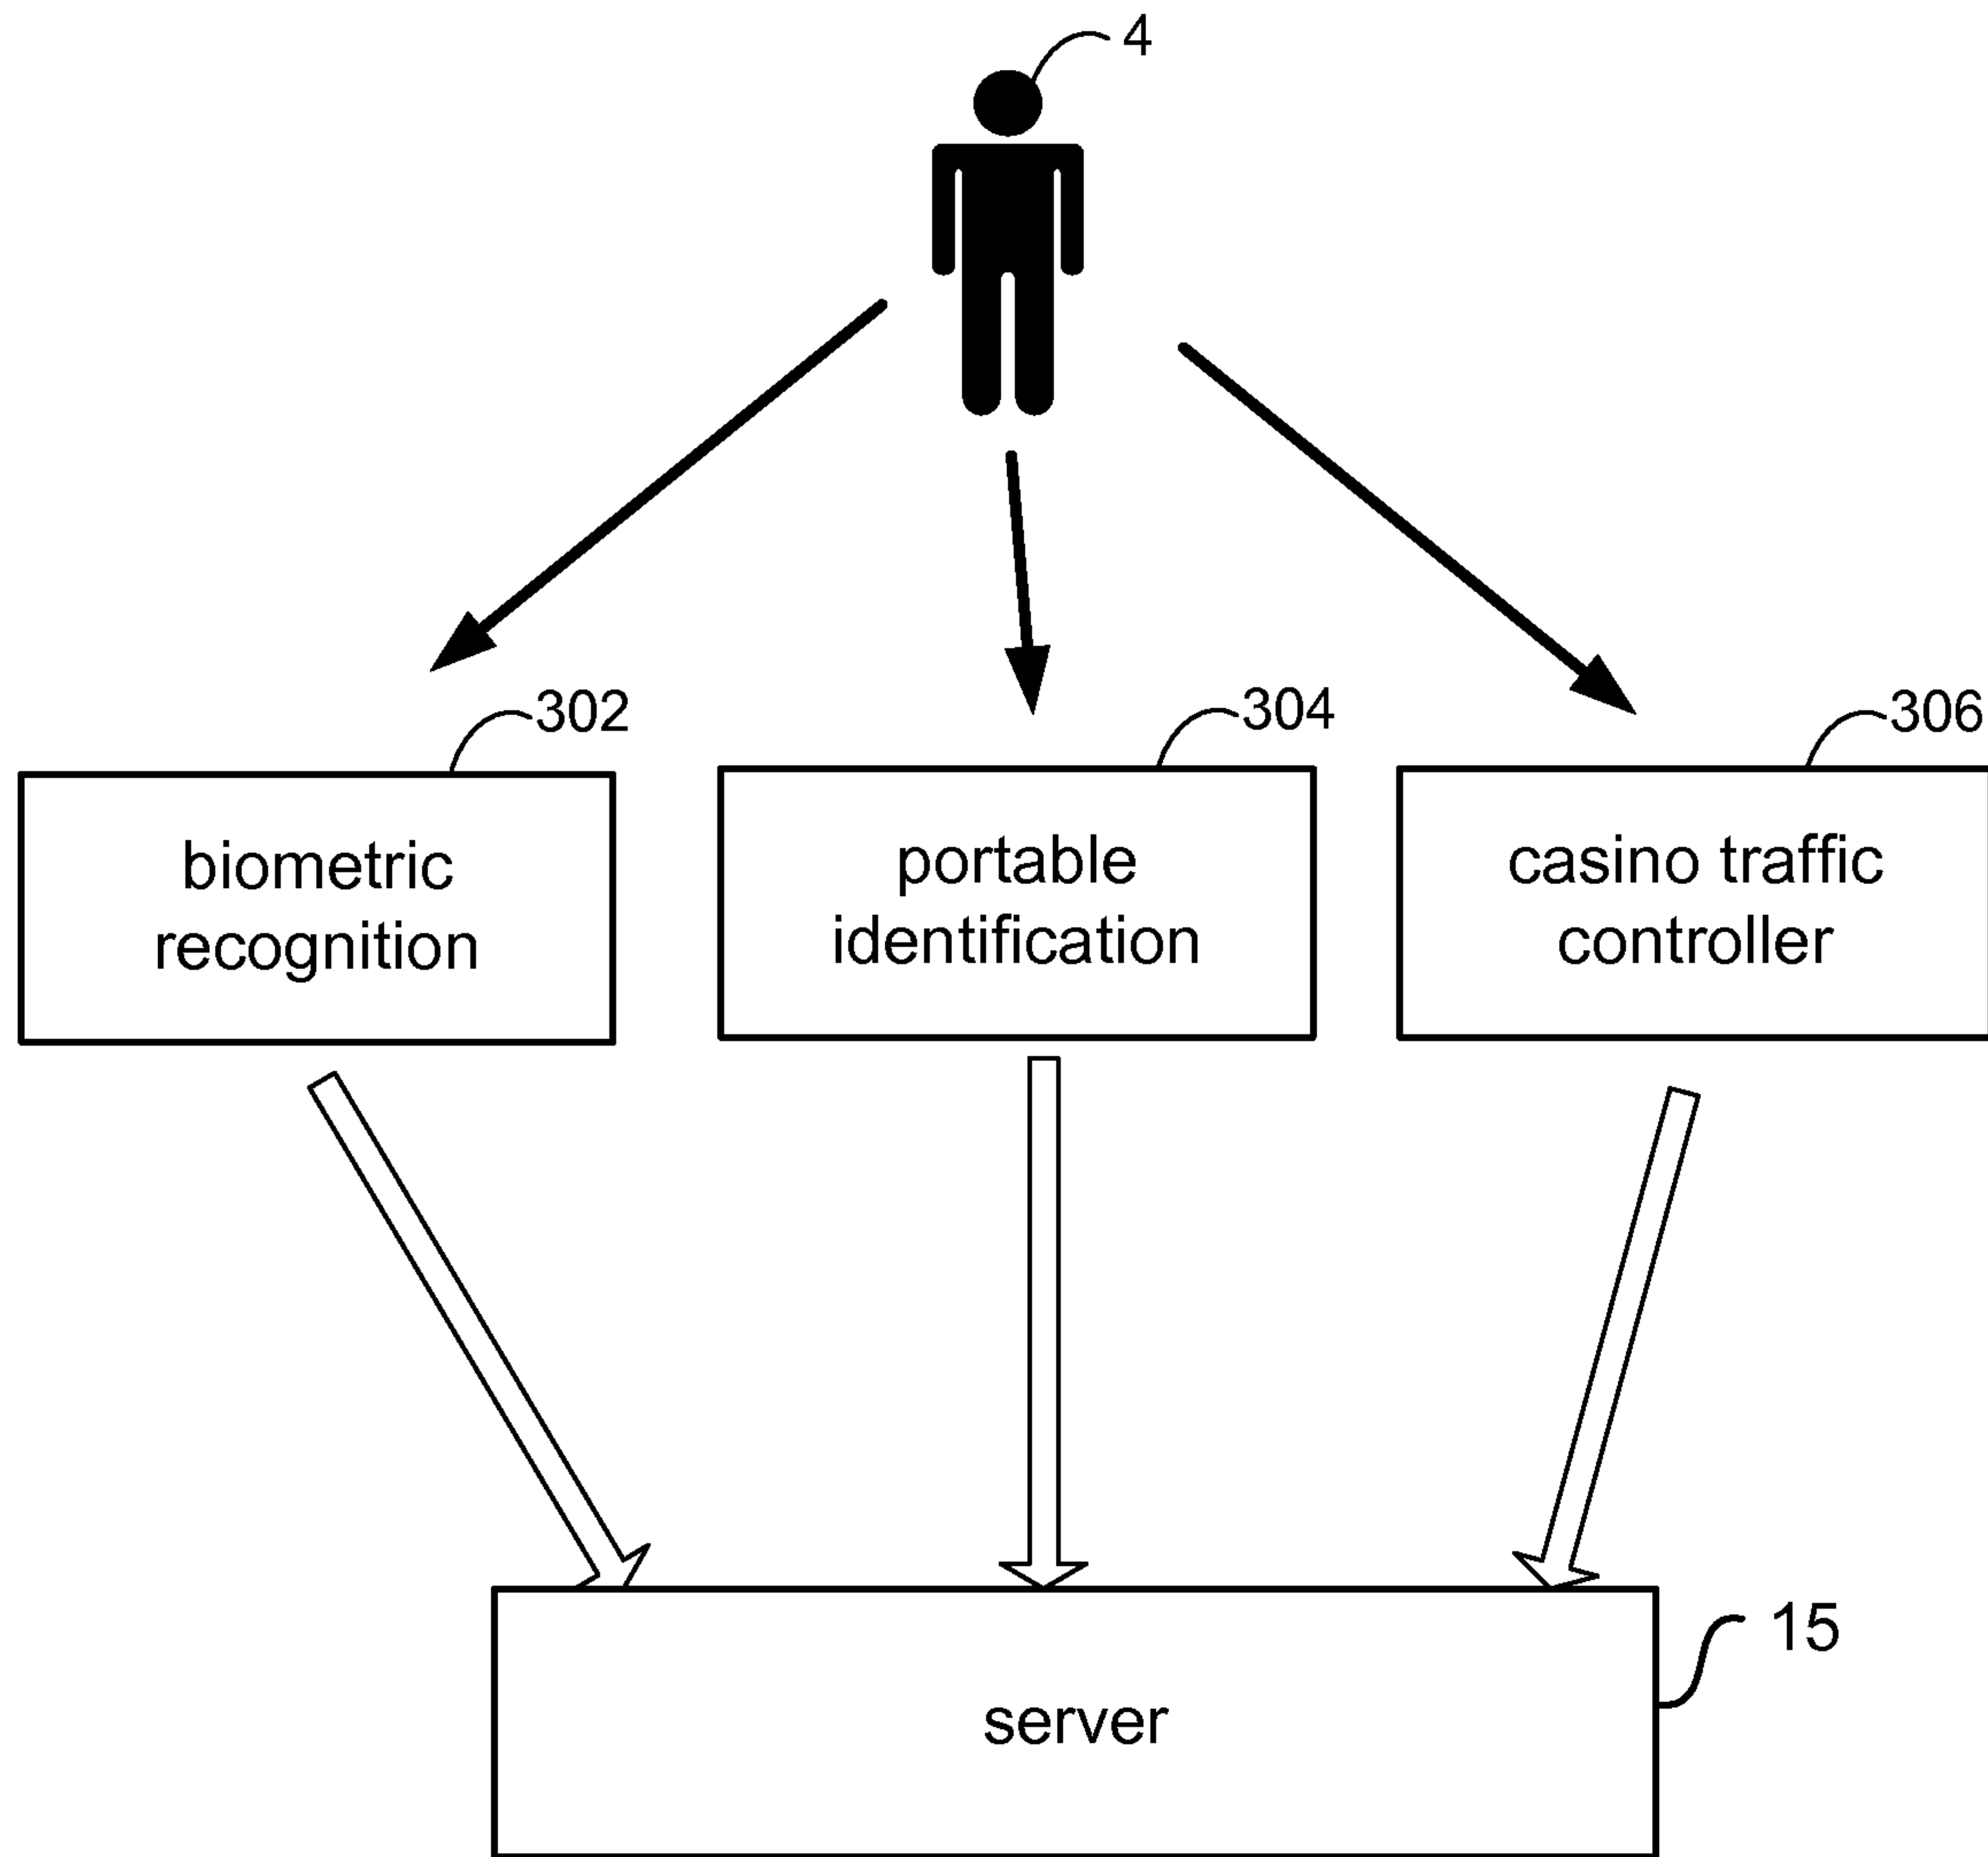 4
302
304
306
biometric
recognition
portable
identification
casino traffic
controller
15
server